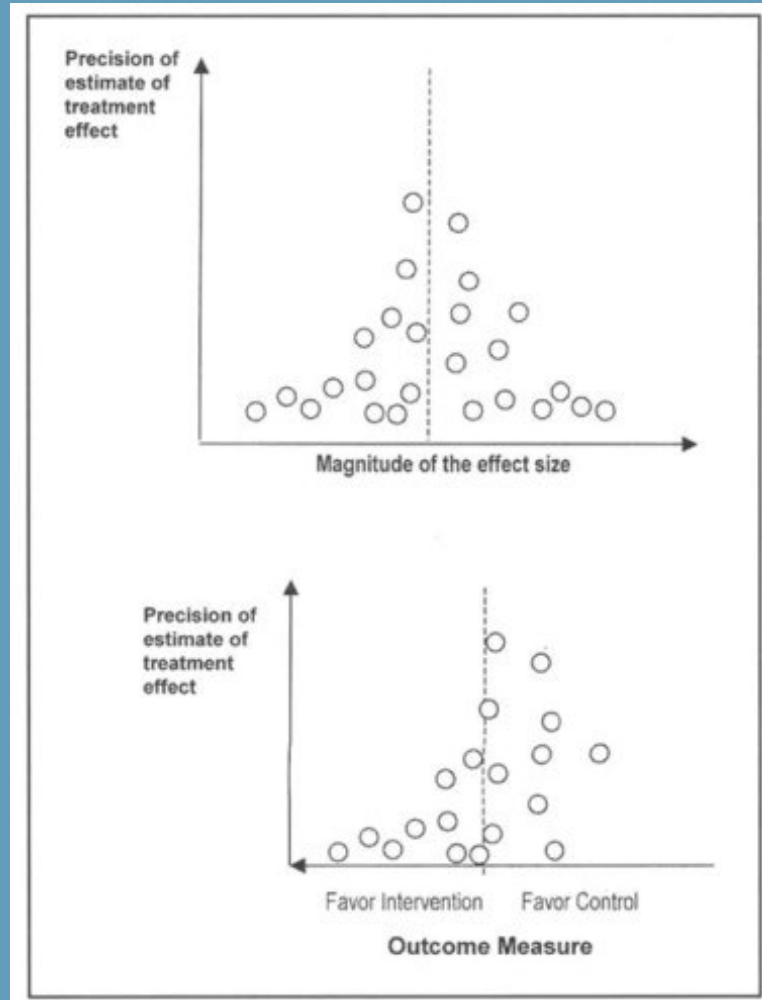 Precision of
estimate of
treatment
effect
Magnitude of the effect size
Precision of
estimate of
treatment
effect
Favor Intervention Favor Control
Outcome Measure